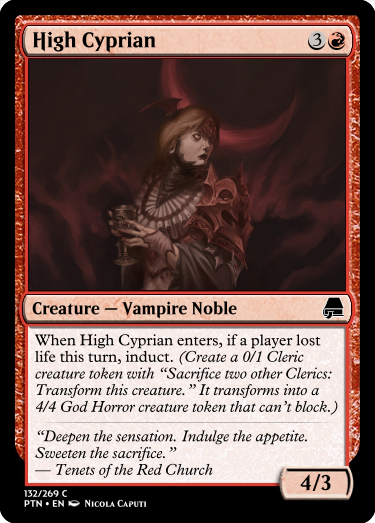 High Cyprian
3
Creature — Vampire Noble
When High Cyprian enters, if a player lost
life this turn, induct. (Create a 0/1 Cleric
creature token with “Sacrifice two other Clerics:
Transform this creature.” It transforms into a
4/4 God Horror creature token that can’t block.)
“Deepen the sensation. Indulge the appetite.
Sweeten the sacrifice.”
— Tenets of the Red Church
4/3
132/269 C
PTN • EN Nicola Caputi